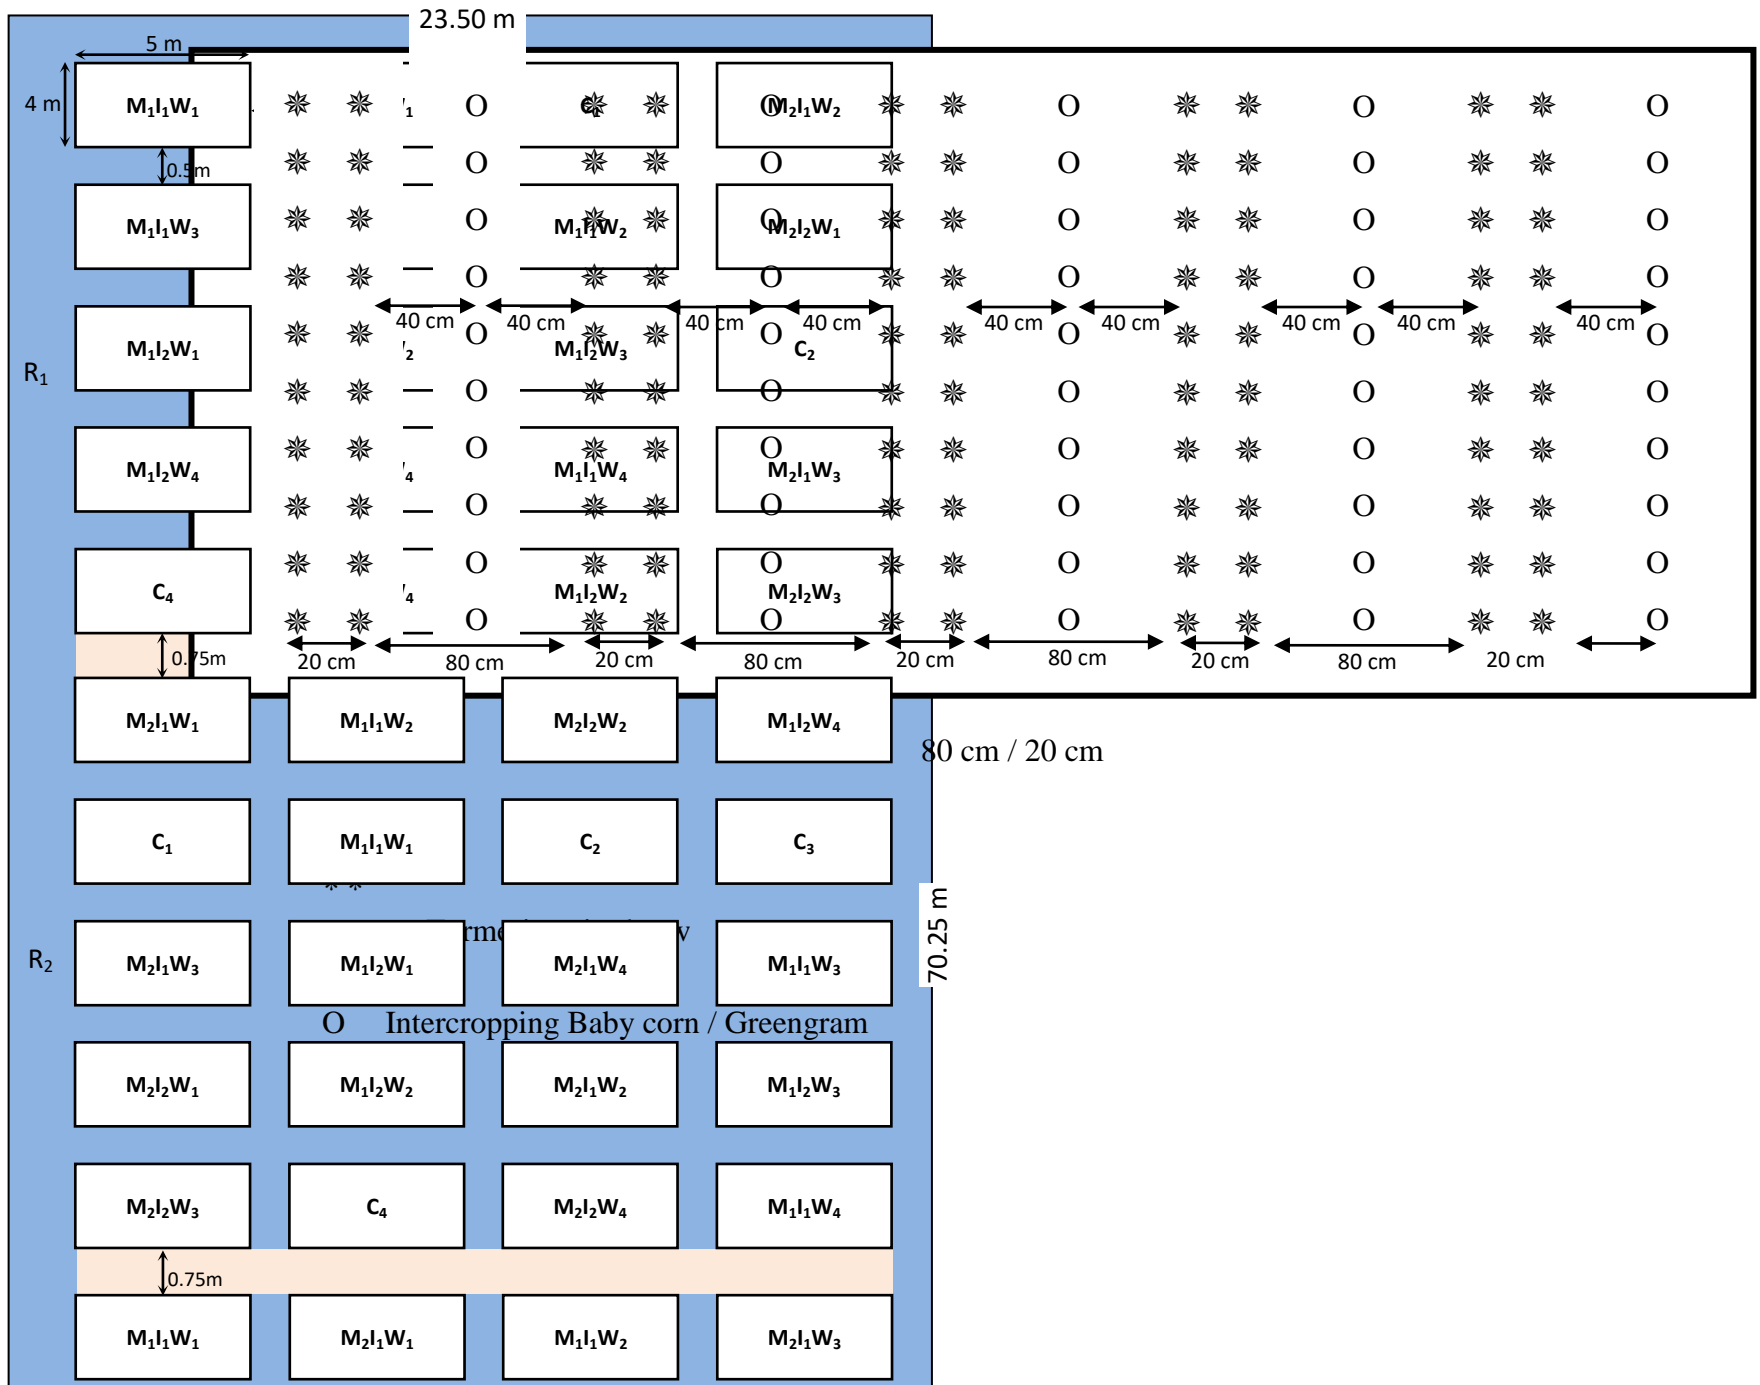 23.50 m
5 m
4 m
M₁I₁W₁ ₁ O C₁ O M₂I₁W₂ O O O
0.5m
O O O O O
M₁I₁W₃ O M₁I₁W₂ O M₂I₂W₁ O O O
O O O O O
40 cm 40 cm 40 cm 40 cm 40 cm 40 cm 40 cm 40 cm 40 cm
M₁I₂W₁ ₂ O M₁I₂W₃ O C₂ O O O
R₁
O O O O O
M₁I₂W₄ ₄ O M₁I₁W₄ O M₂I₁W₃ O O O
O O O O O
O O O O O
C₄ ₄ M₁I₂W₂ M₂I₂W₃
O O O O O
0.75m 20 cm 80 cm 20 cm 80 cm 20 cm 80 cm 20 cm 80 cm 20 cm
M₂I₁W₁ M₁I₁W₂ M₂I₂W₂ M₁I₂W₄
80 cm / 20 cm
C₁ M₁I₁W₁ C₂ C₃
* *
70.25 m
R₂ M₂I₁W₃ M₁I₂W₁ M₂I₁W₄ M₁I₁W₃
O Intercropping Baby corn / Greengram
M₂I₂W₁ M₁I₂W₂ M₂I₁W₂ M₁I₂W₃
M₂I₂W₃ C₄ M₂I₂W₄ M₁I₁W₄
0.75m
M₁I₁W₁ M₂I₁W₁ M₁I₁W₂ M₂I₁W₃